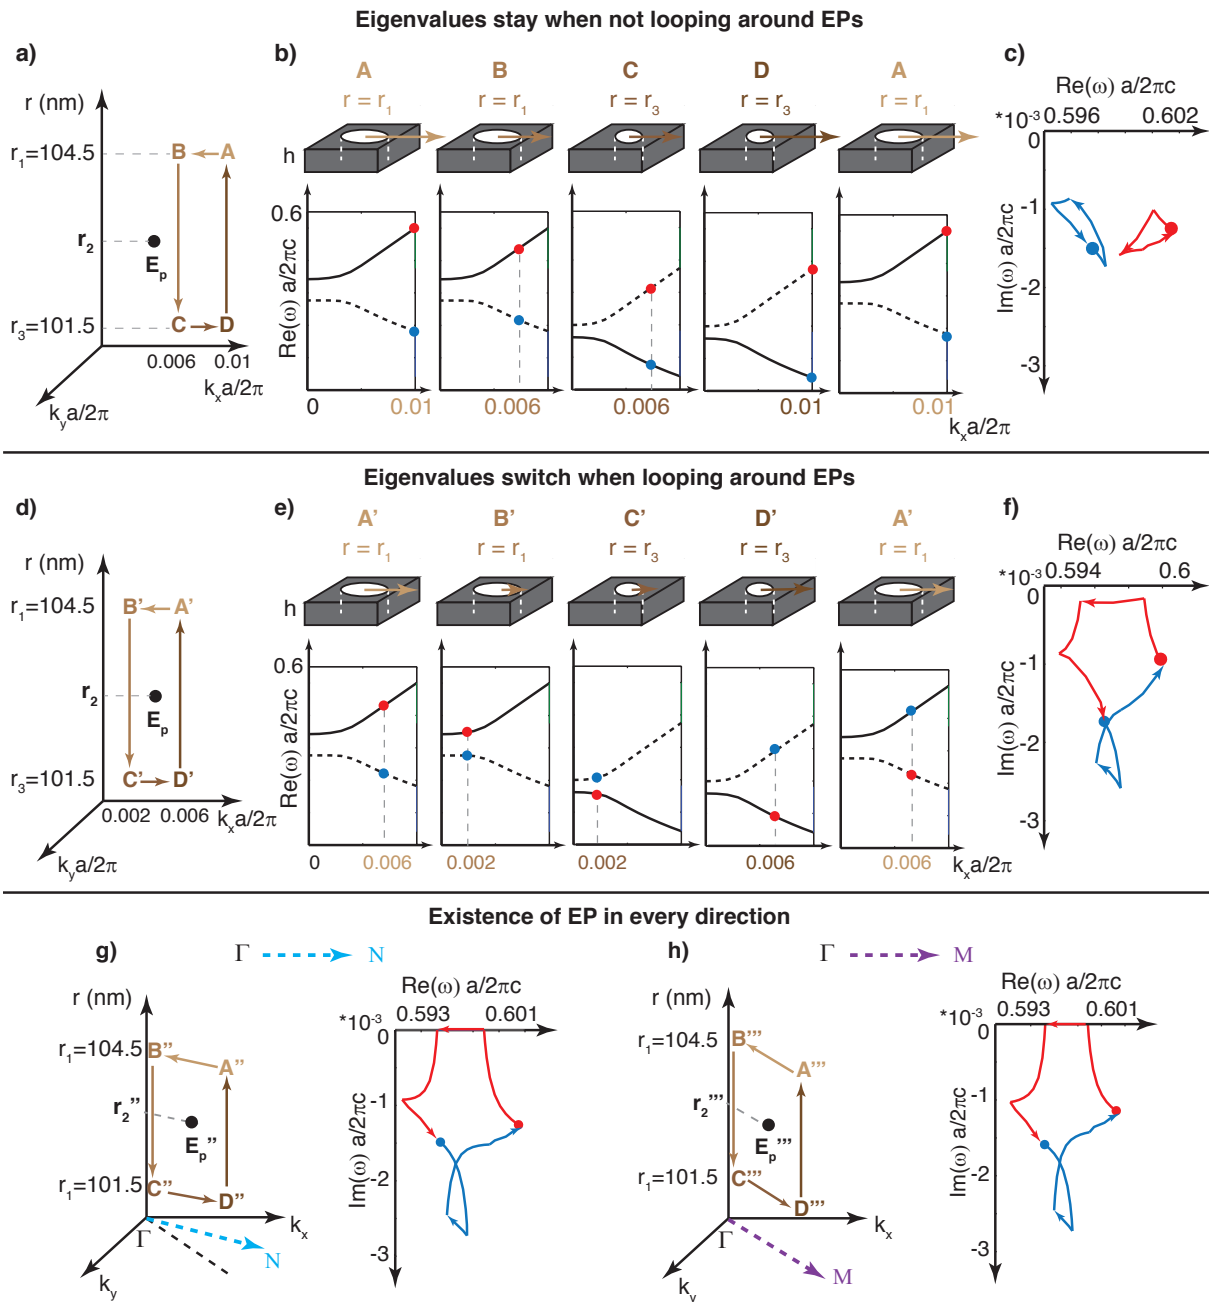 Eigenvalues stay when not looping around EPs
a)
r (nm)
r1=104.5
B
A
r2
Ep
r3=101.5
C
D
0.006
0.01
kxa/2π
kya/2π
b)
A
B
C
D
A
r = r1
r = r1
r = r3
r = r3
r = r1
h
0.6
Re(ω) a/2πc
0
0.01
0.006
0.006
0.01
0.01
kxa/2π
c)
Re(ω) a/2πc
*10-3
0.596
0.602
0
-1
-2
-3
Im(ω) a/2πc
Eigenvalues switch when looping around EPs
d)
r (nm)
r1=104.5
B'
A'
r2
Ep
r3=101.5
C'
D'
0.002
0.006
kxa/2π
kya/2π
e)
A'
B'
C'
D'
A'
r = r1
r = r1
r = r3
r = r3
r = r1
h
0.6
Re(ω) a/2πc
0
0.006
0.002
0.002
0.006
0.006
kxa/2π
f)
Re(ω) a/2πc
*10-3
0.594
0.6
0
-1
-2
-3
Im(ω) a/2πc
Existence of EP in every direction
g)
Γ
N
r (nm)
r1=104.5
B''
A''
r2''
Ep''
r1=101.5
C''
D''
kx
Γ
N
ky
Re(ω) a/2πc
*10-3
0.593
0.601
0
-1
-2
-3
Im(ω) a/2πc
h)
Γ
M
r (nm)
r1=104.5
B'''
A'''
r2'''
Ep'''
r1=101.5
C'''
D'''
kx
Γ
M
ky
Re(ω) a/2πc
*10-3
0.593
0.601
0
-1
-2
-3
Im(ω) a/2πc